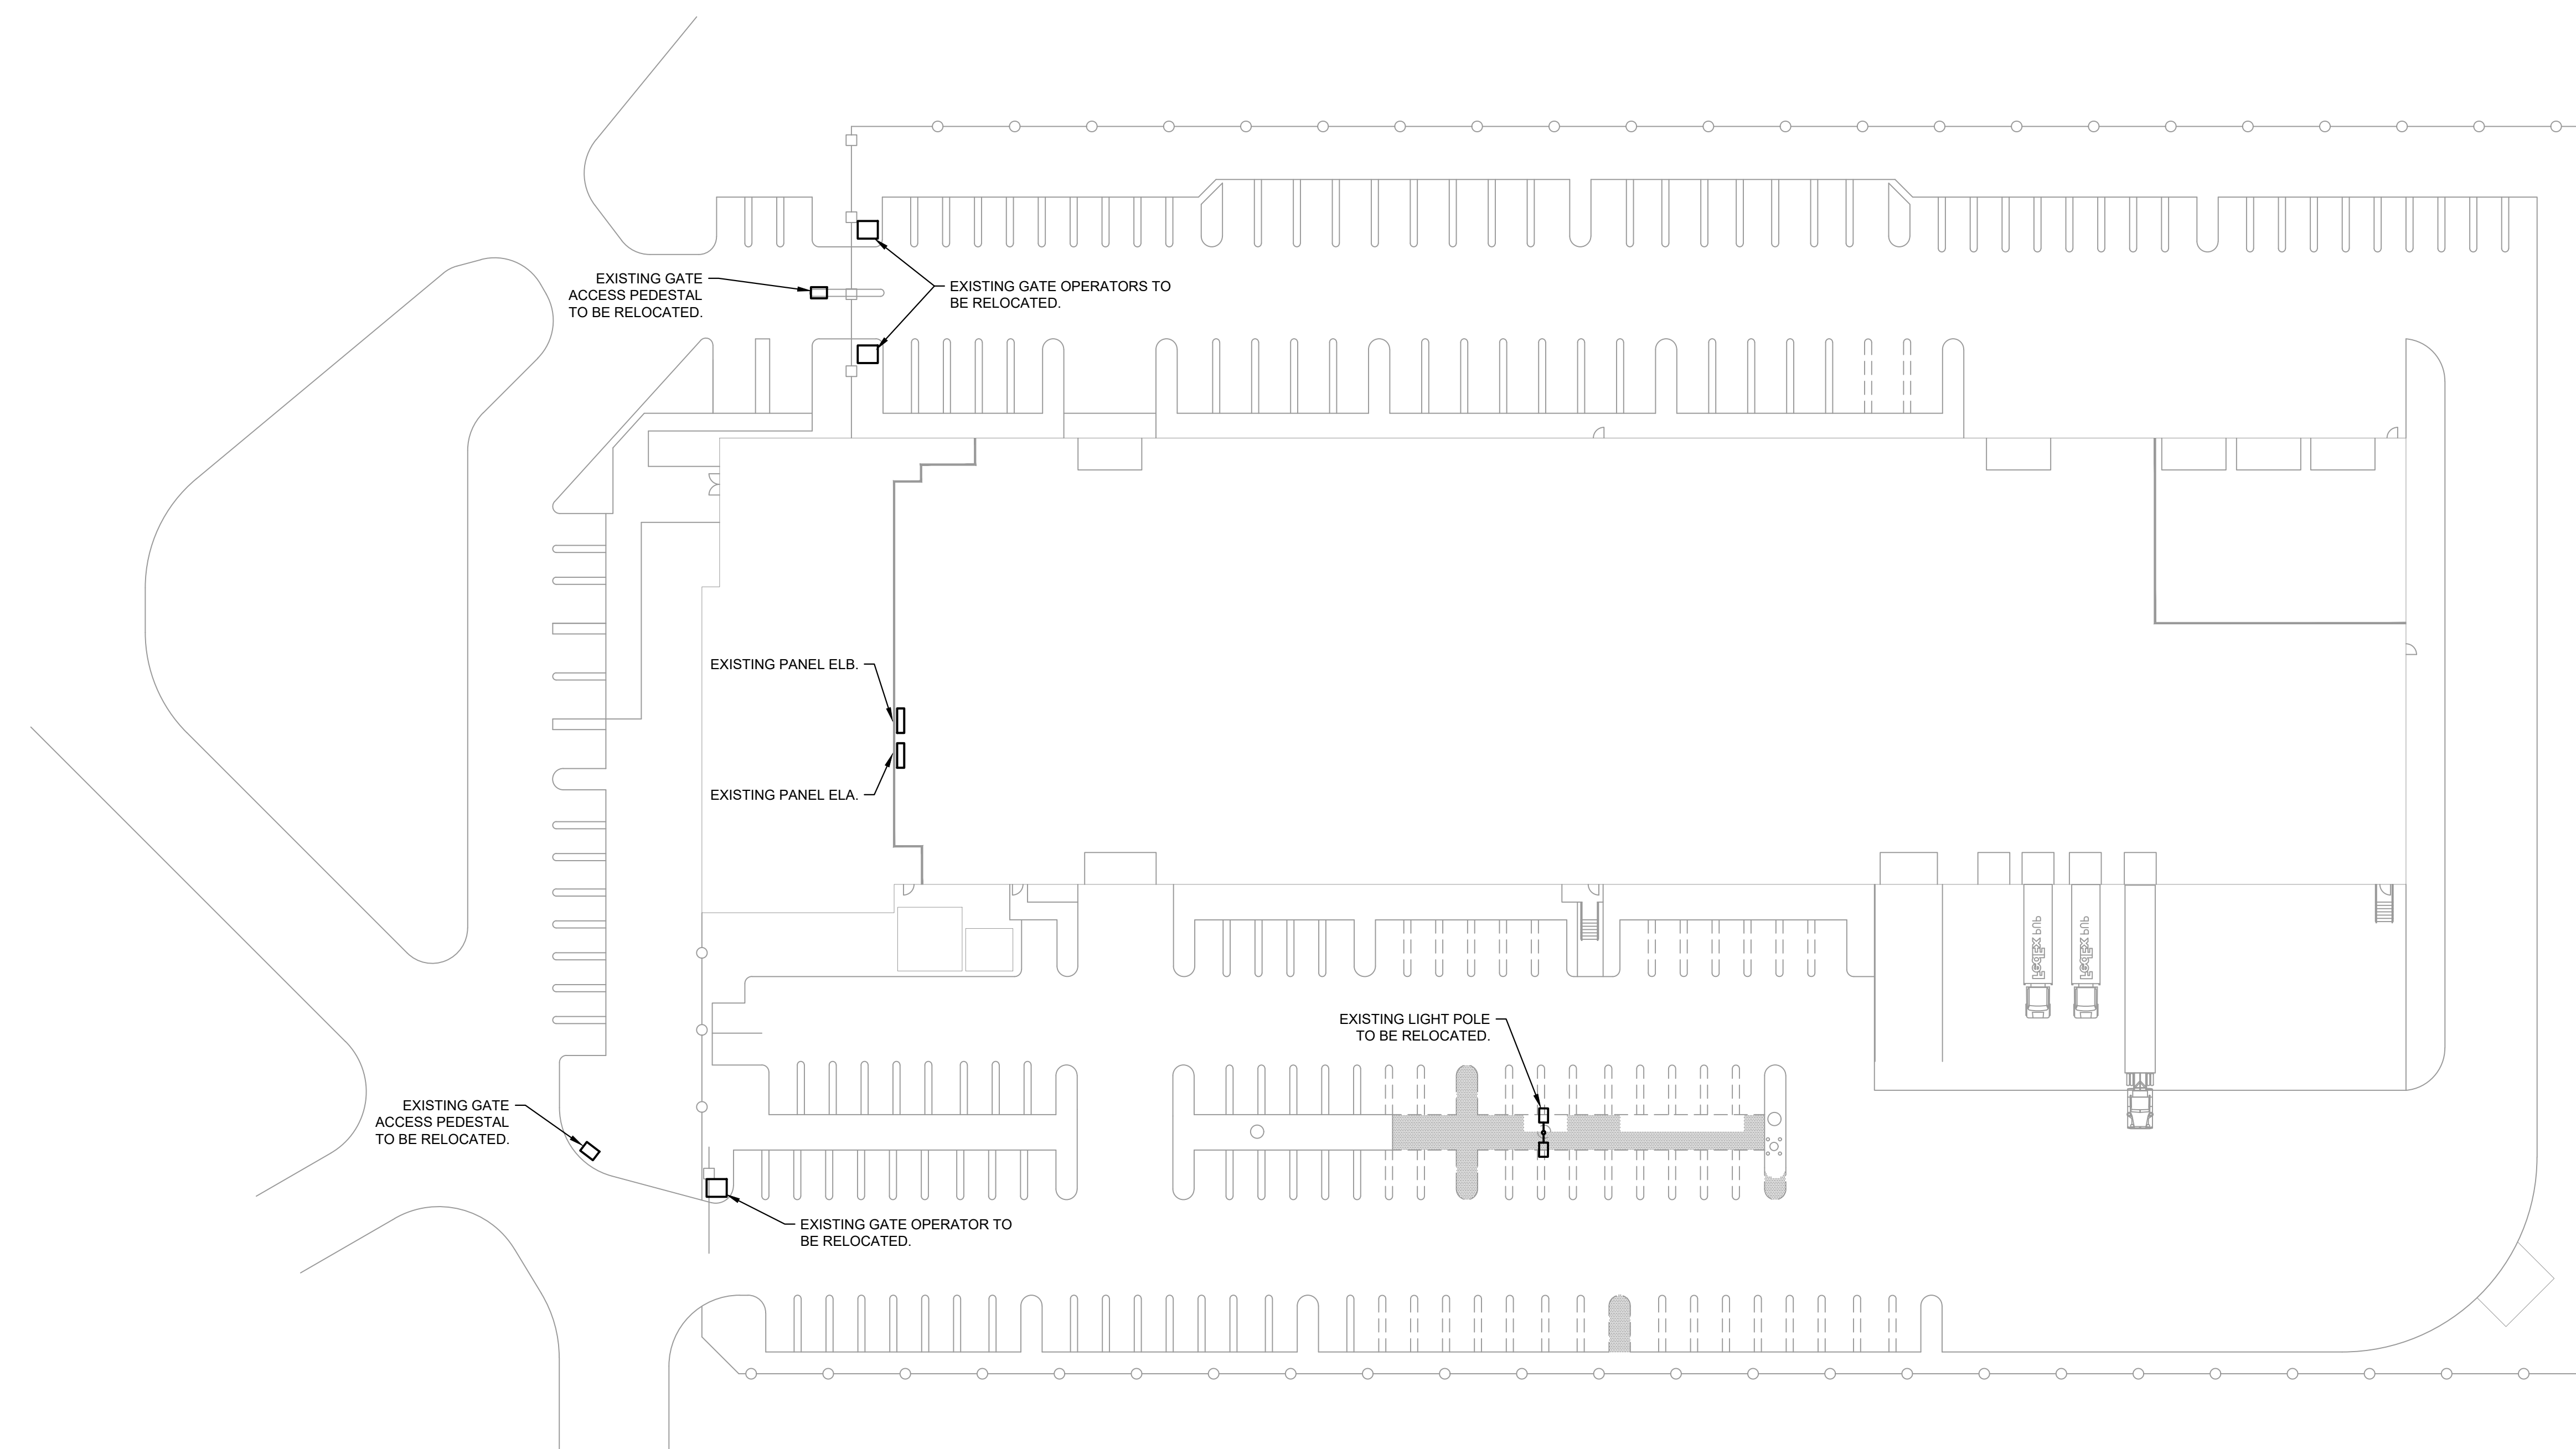 EXISTING GATE
ACCESS PEDESTAL
TO BE RELOCATED.
EXISTING GATE OPERATORS TO
BE RELOCATED.
EXISTING PANEL ELB.
EXISTING PANEL ELA.
EXISTING LIGHT POLE
TO BE RELOCATED.
EXISTING GATE
ACCESS PEDESTAL
TO BE RELOCATED.
EXISTING GATE OPERATOR TO
BE RELOCATED.